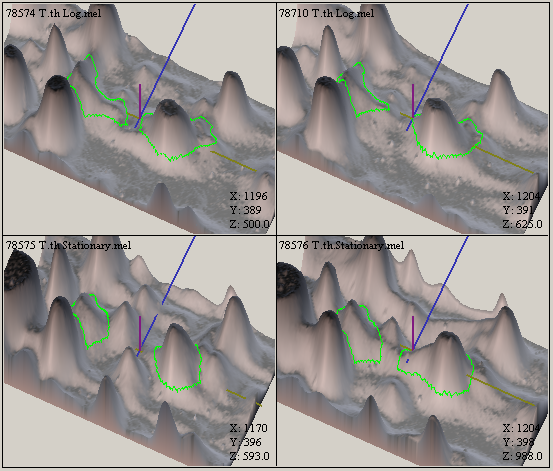 78574 T.th Log.mel
X: 1196
Y: 389
Z: 500.0
78710 T.th Log.mel
X: 1204
Y: 391
Z: 625.0
78575 T.th Stationary.mel
X: 1170
Y: 396
Z: 593.0
78576 T.th Stationary.mel
X: 1204
Y: 398
Z: 988.0